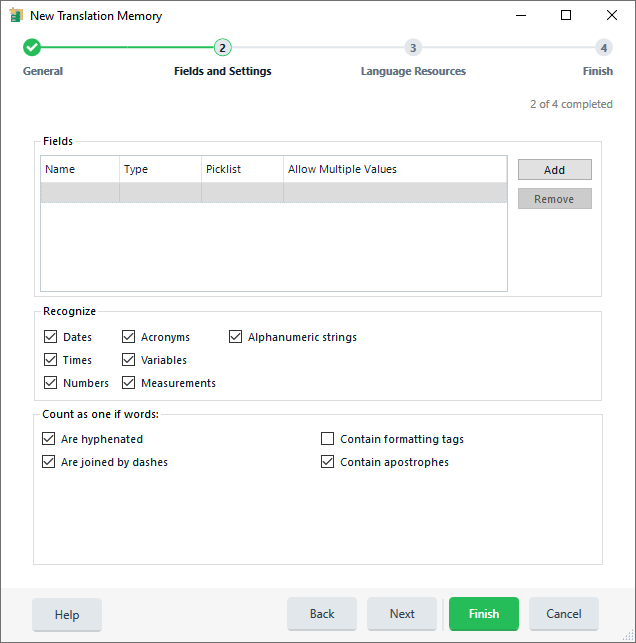 New Translation Memory
2 3 4
General Fields and Settings Language Resources Finish
2 of 4 completed
Fields
Name Type Picklist Allow Multiple Values
Add
Remove
Recognize
Dates Acronyms Alphanumeric strings
Times Variables
Numbers Measurements
Count as one if words:
Are hyphenated Contain formatting tags
Are joined by dashes Contain apostrophes
Help Back Next Finish Cancel